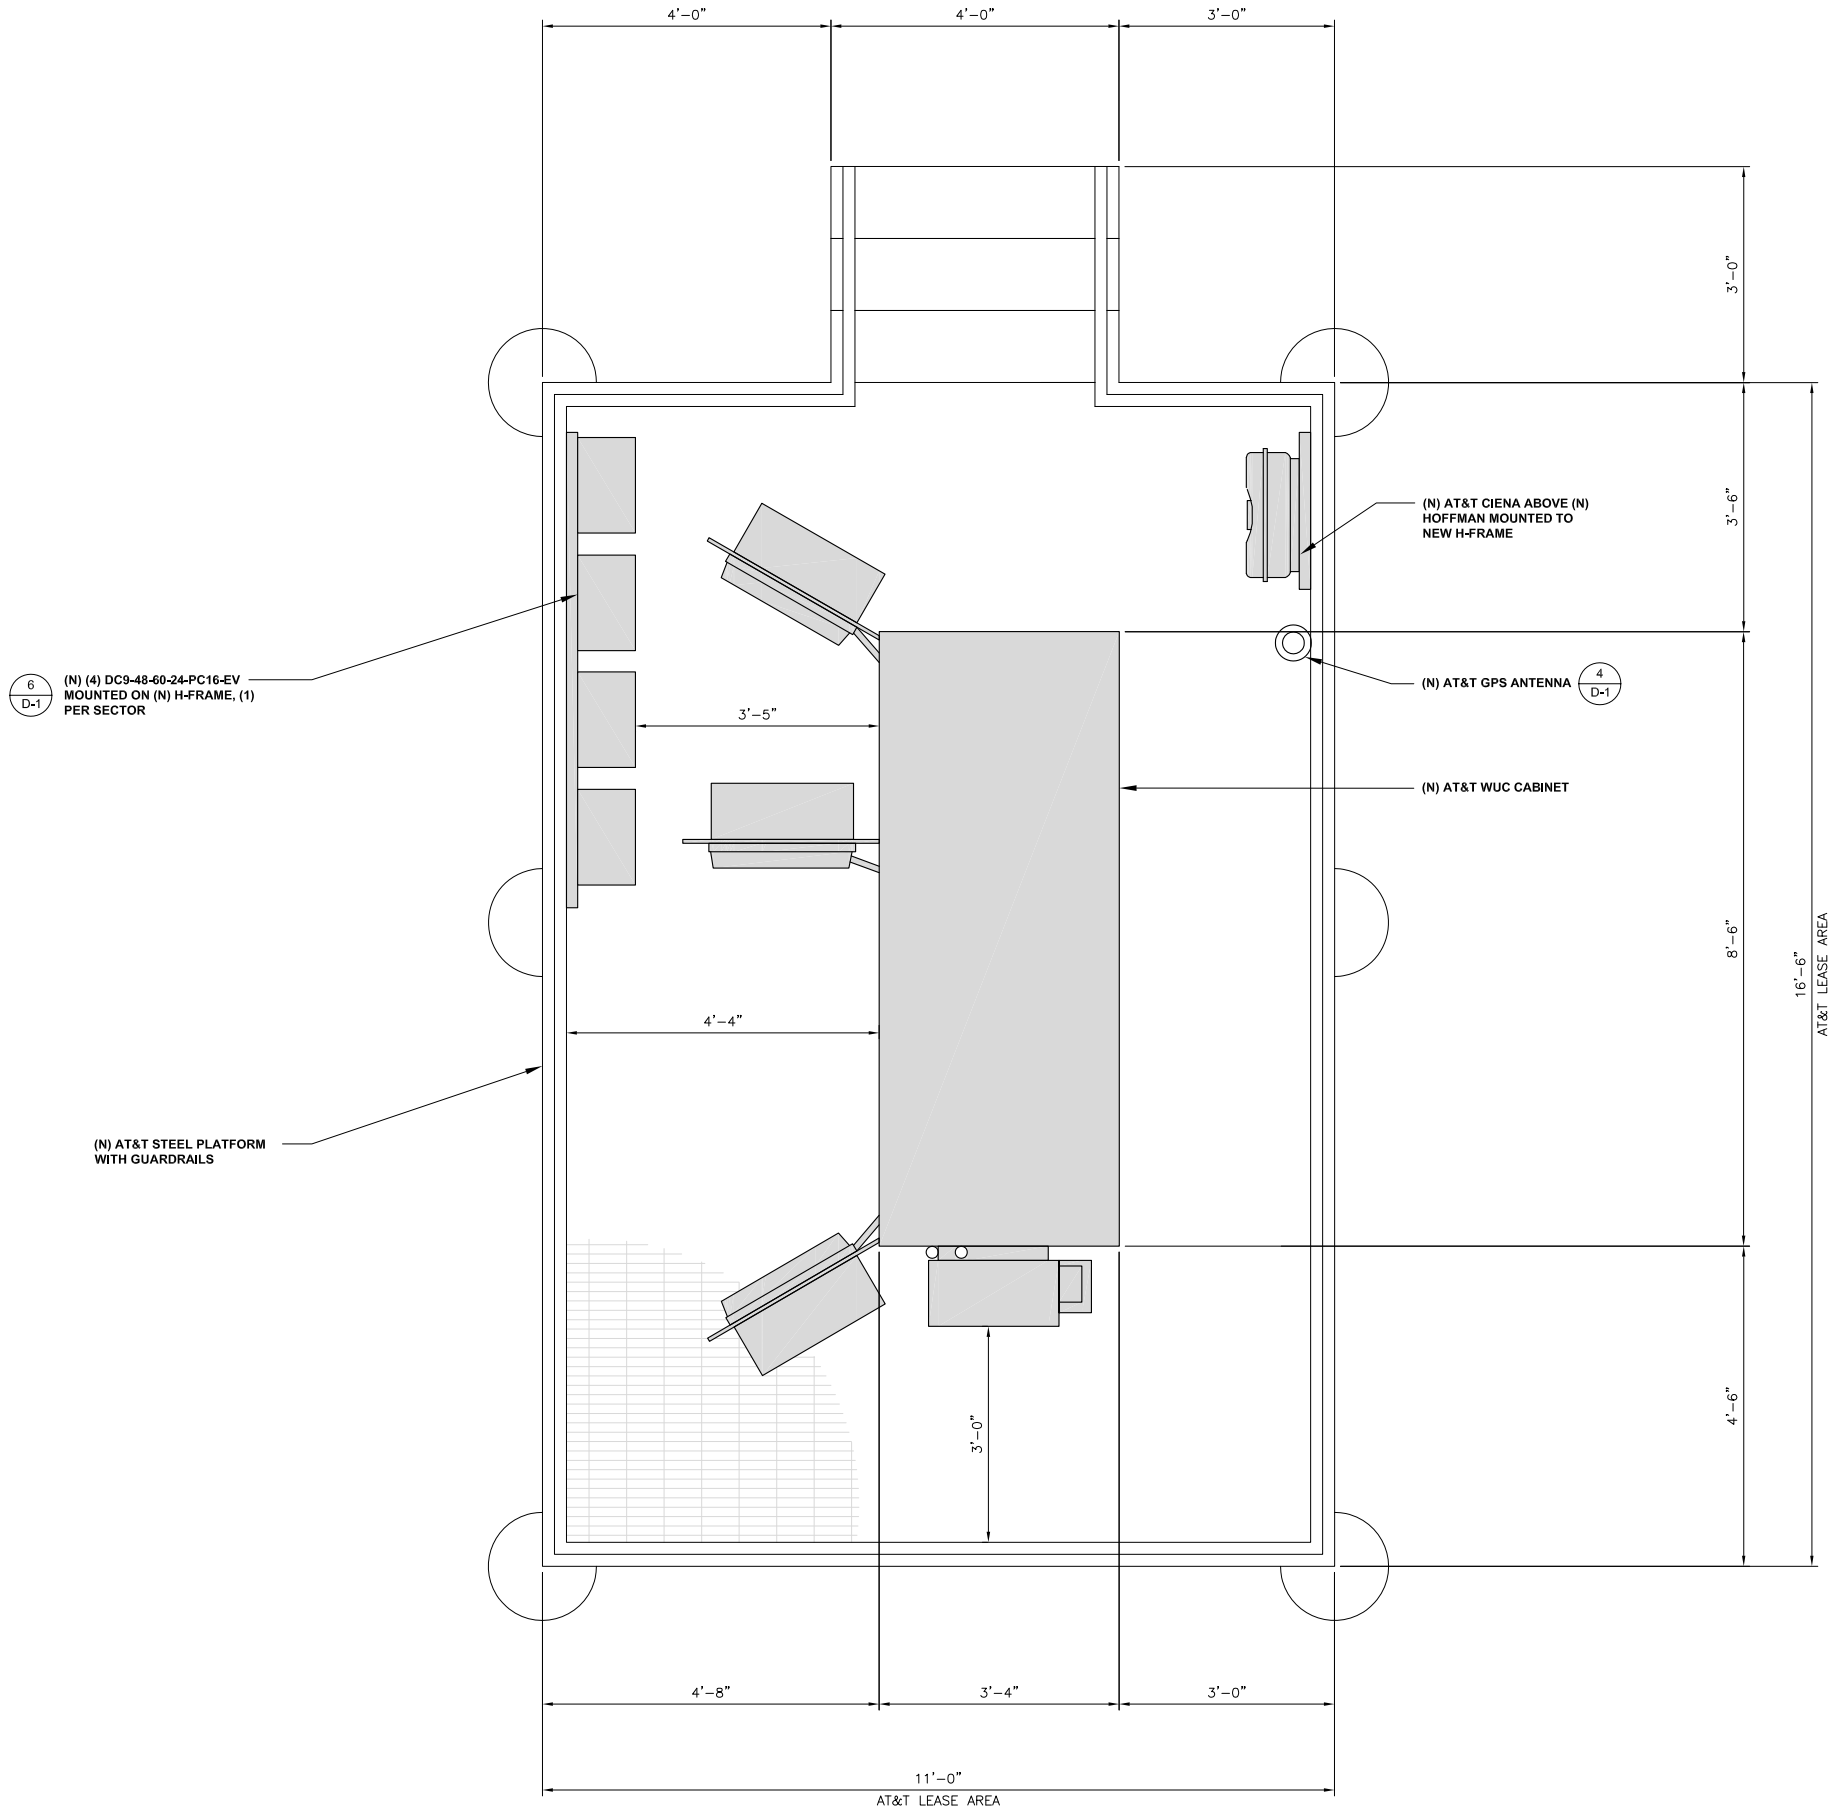 4'-0"
4'-0"
3'-0"
3'-0"
3'-6"
(N) AT&T CIENA ABOVE (N)
HOFFMAN MOUNTED TO
NEW H-FRAME
6
D-1
(N) (4) DC9-48-60-24-PC16-EV
MOUNTED ON (N) H-FRAME, (1)
PER SECTOR
(N) AT&T GPS ANTENNA
4
D-1
3'-5"
(N) AT&T WUC CABINET
8'-6"
16'-6"
AT&T LEASE AREA
4'-4"
(N) AT&T STEEL PLATFORM
WITH GUARDRAILS
3'-0"
4'-6"
4'-8"
3'-4"
3'-0"
11'-0"
AT&T LEASE AREA